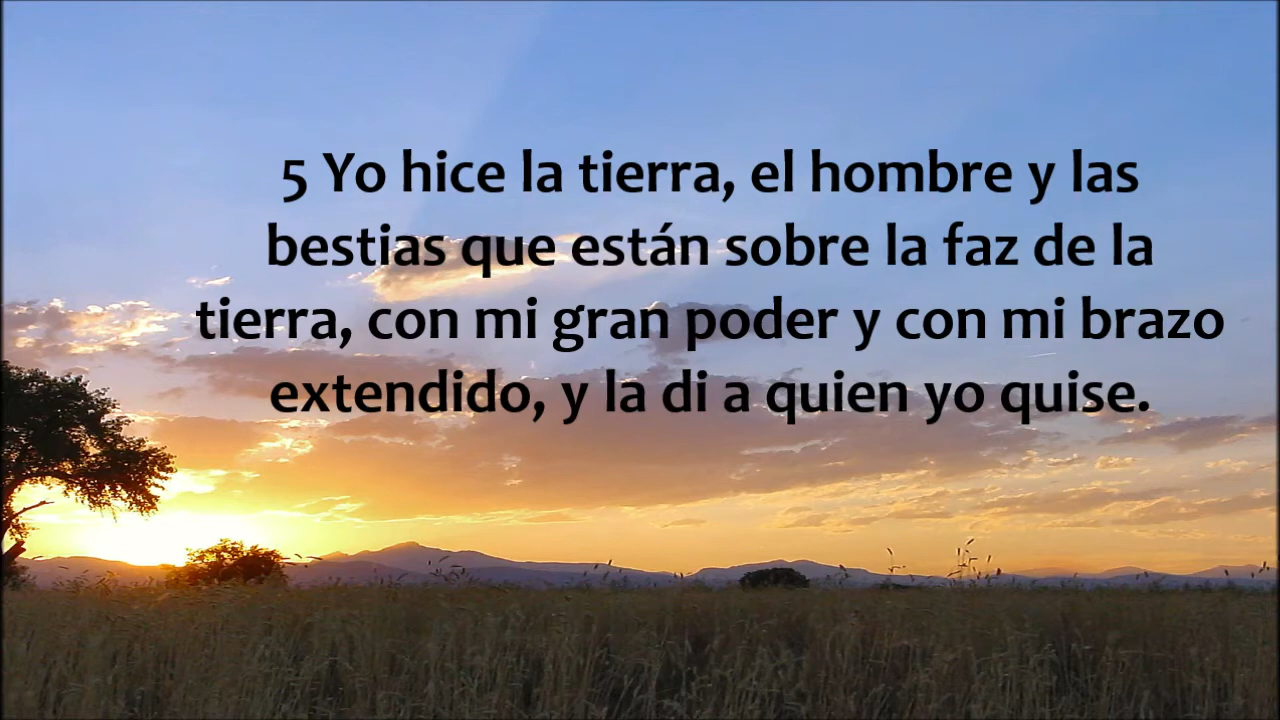 5 Yo hice la tierra, el hombre y las
bestias que están sobre la faz de la
tierra, con mi gran poder y con mi brazo
extendido, y la di a quien yo quise.